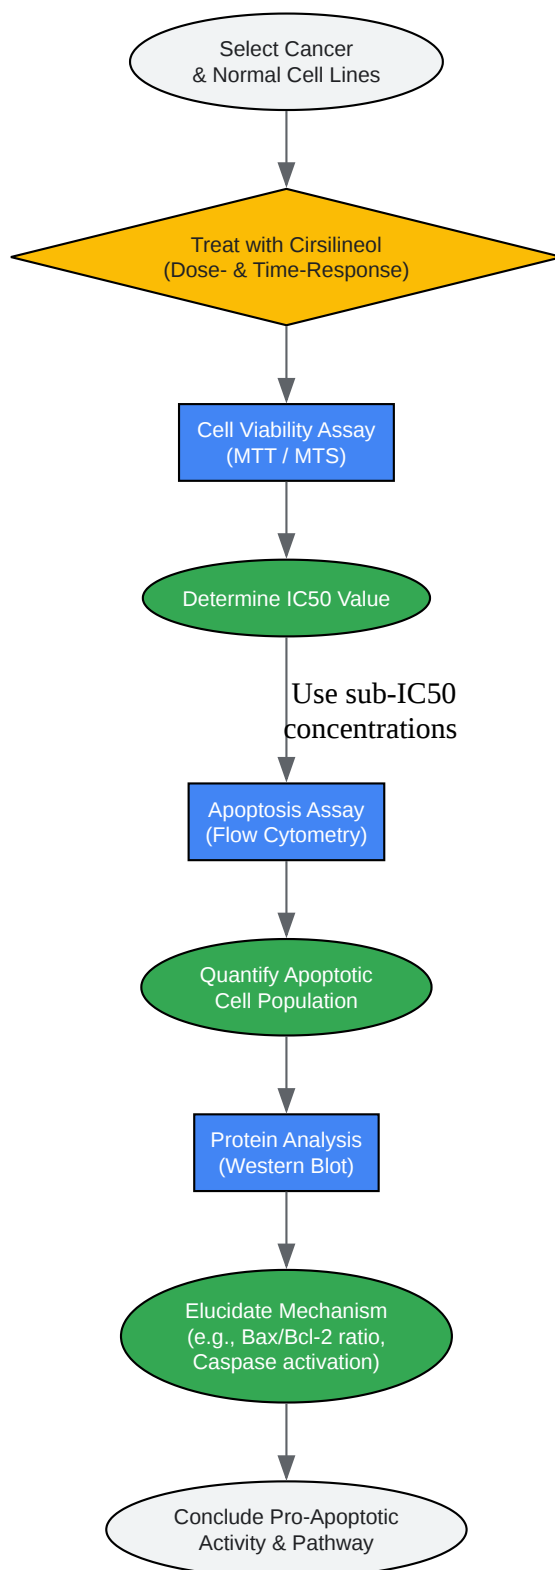 Select Cancer
& Normal Cell Lines
Treat with Cirsilineol
(Dose- & Time-Response)
Cell Viability Assay
(MTT / MTS)
Determine IC50 Value
Use sub-IC50
concentrations
Apoptosis Assay
(Flow Cytometry)
Quantify Apoptotic
Cell Population
Protein Analysis
(Western Blot)
Elucidate Mechanism
(e.g., Bax/Bcl-2 ratio,
Caspase activation)
Conclude Pro-Apoptotic
Activity & Pathway